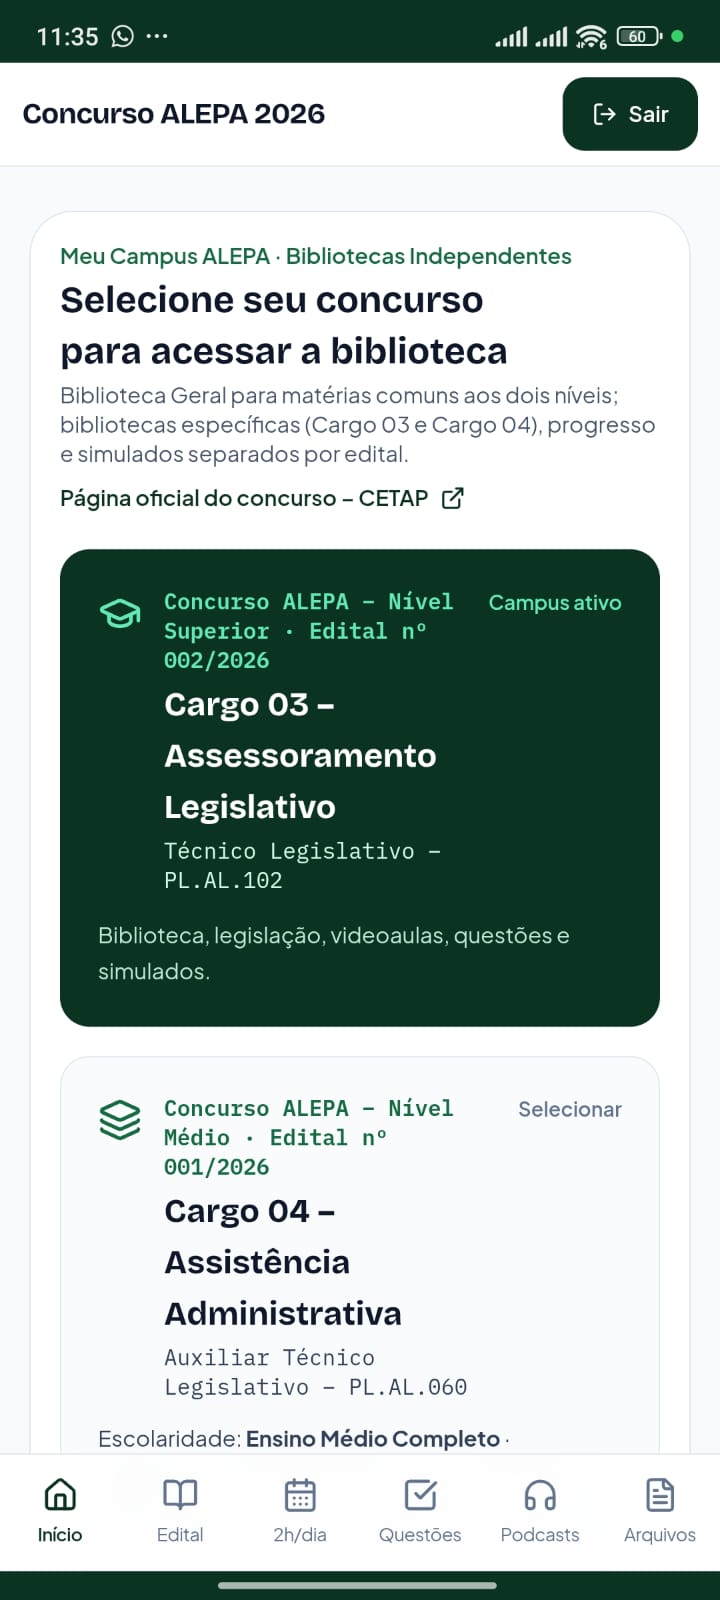 11:35
60
Concurso ALEPA 2026
Sair
Meu Campus ALEPA · Bibliotecas Independentes
Selecione seu concurso
para acessar a biblioteca
Biblioteca Geral para matérias comuns aos dois níveis;
bibliotecas específicas (Cargo 03 e Cargo 04), progresso
e simulados separados por edital.
Página oficial do concurso – CETAP
Concurso ALEPA – Nível
Superior · Edital nº
002/2026
Campus ativo
Cargo 03 –
Assessoramento
Legislativo
Técnico Legislativo –
PL.AL.102
Biblioteca, legislação, videoaulas, questões e
simulados.
Concurso ALEPA – Nível
Médio · Edital nº
001/2026
Selecionar
Cargo 04 –
Assistência
Administrativa
Auxiliar Técnico
Legislativo – PL.AL.060
Escolaridade: Ensino Médio Completo ·
Início
Edital
2h/dia
Questões
Podcasts
Arquivos